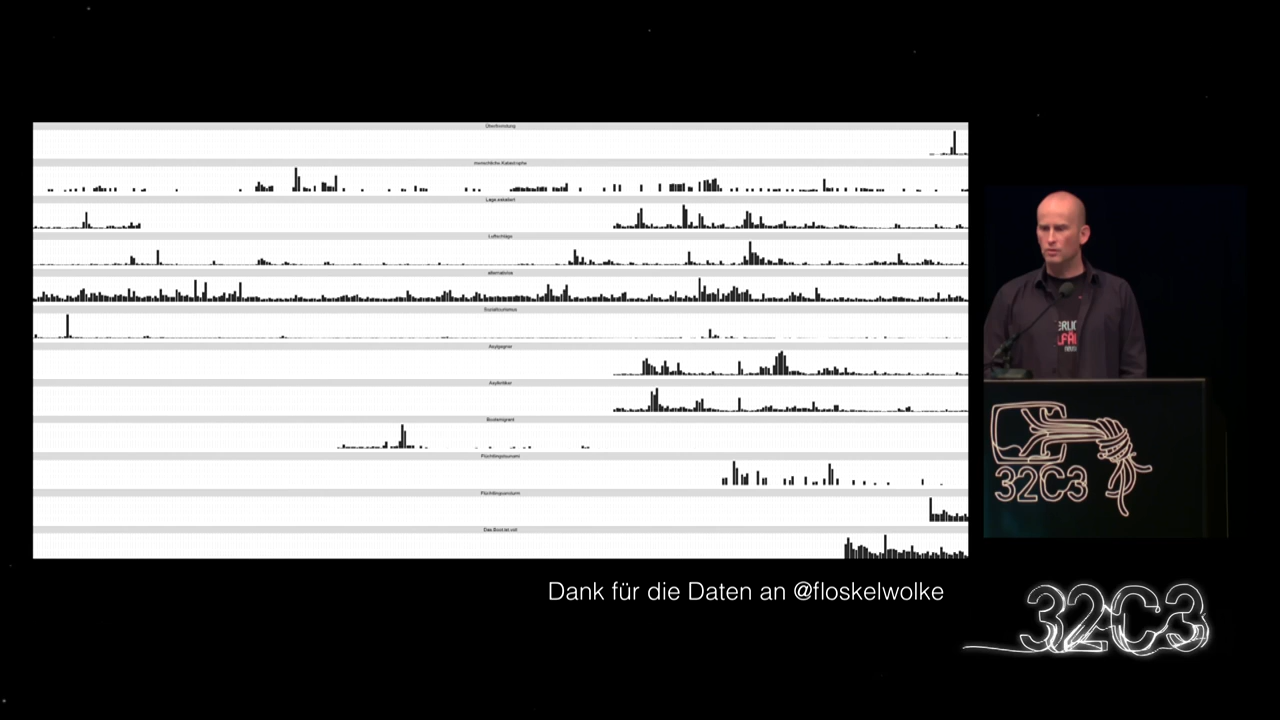 Überfremdung
menschliche Katastrophe
Lage eskaliert
alternativlos
Sozialtourismus
Asylgegner
Asylkritiker
Bootsmigrant
Flüchtlingstsunami
Das Boot ist voll
Dank für die Daten an @floskelwolke
32C3
32C3